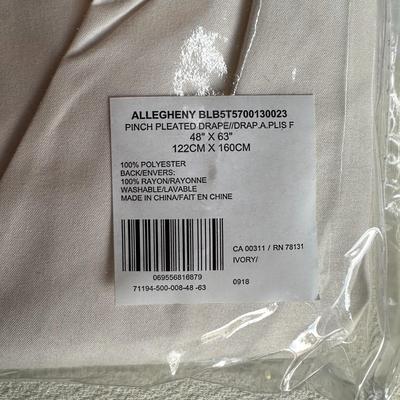 ALLEGHENY BLB5T5700130023
PINCH PLEATED DRAPE//DRAP.A.PLIS F
48" X 63"
122CM X 160CM
100% POLYESTER
BACK/ENVERS:
100% RAYON/RAYONNE
WASHABLE/LAVABLE
MADE IN CHINA/FAIT EN CHINE
CA 00311 / RN 78131
IVORY/
069556816879
71194-500-008-48 -63
0918